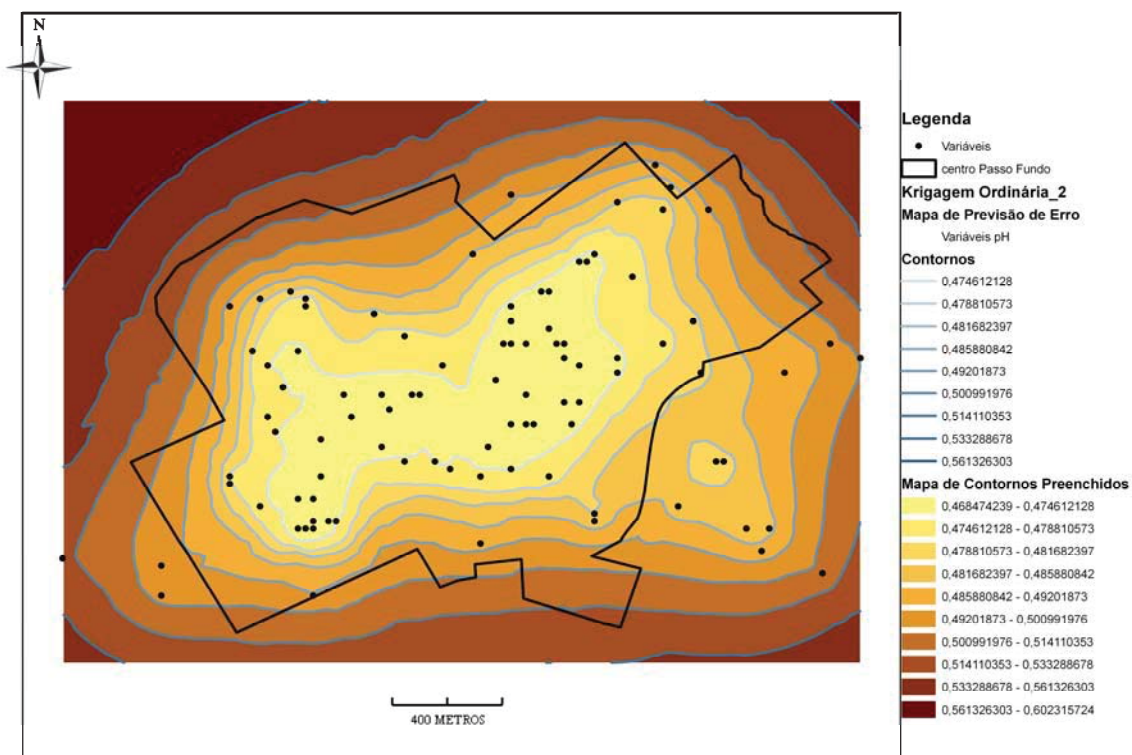 N
400 METROS
Legenda
Variáveis
centro Passo Fundo
Krigagem Ordinária_2
Mapa de Previsão de Erro
Variáveis pH
Contornos
0,474612128
0,478810573
0,481682397
0,485880842
0,49201873
0,500991976
0,514110353
0,533288678
0,561326303
Mapa de Contornos Preenchidos
0,468474239 - 0,474612128
0,474612128 - 0,478810573
0,478810573 - 0,481682397
0,481682397 - 0,485880842
0,485880842 - 0,49201873
0,49201873 - 0,500991976
0,500991976 - 0,514110353
0,514110353 - 0,533288678
0,533288678 - 0,561326303
0,561326303 - 0,602315724